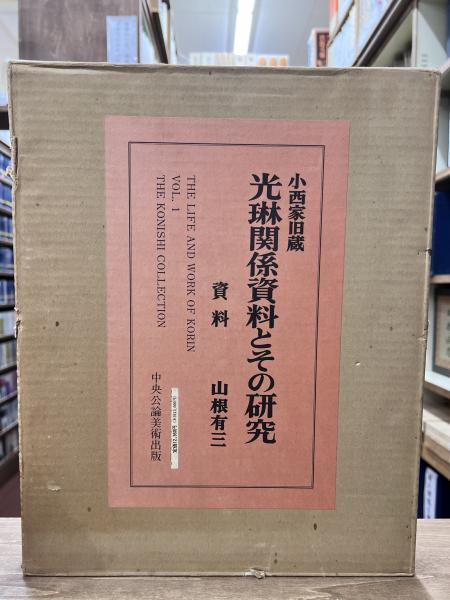 小西家旧蔵
光琳関係資料とその研究
資料
山根有三
THE LIFE AND WORK OF KORIN
VOL. 1
THE KONISHI COLLECTION
中央公論美術出版